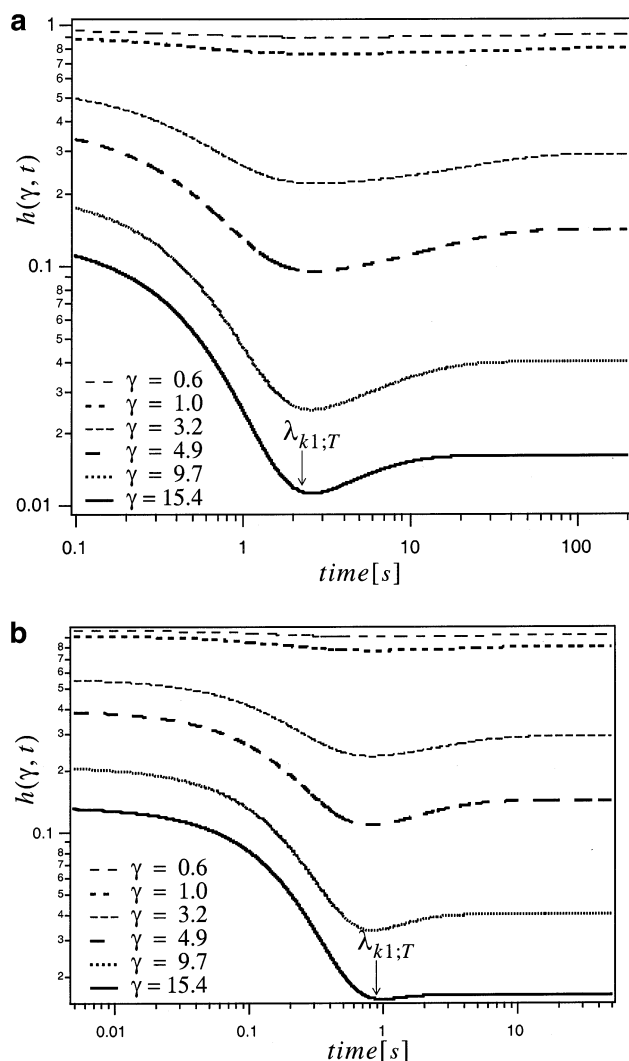 a
1
9
8
7
6
5
4
3
2
0.1
9
8
7
6
5
4
3
2
0.01
h(γ, t)
γ = 0.6
γ = 1.0
γ = 3.2
γ = 4.9
γ = 9.7
γ = 15.4
λk1;T
0.1 1 10 100
time[s]
b
8
7
6
5
4
3
2
0.1
8
7
6
5
4
3
2
h(γ, t)
γ = 0.6
γ = 1.0
γ = 3.2
γ = 4.9
γ = 9.7
γ = 15.4
λk1;T
0.01 0.1 1 10
time[s]